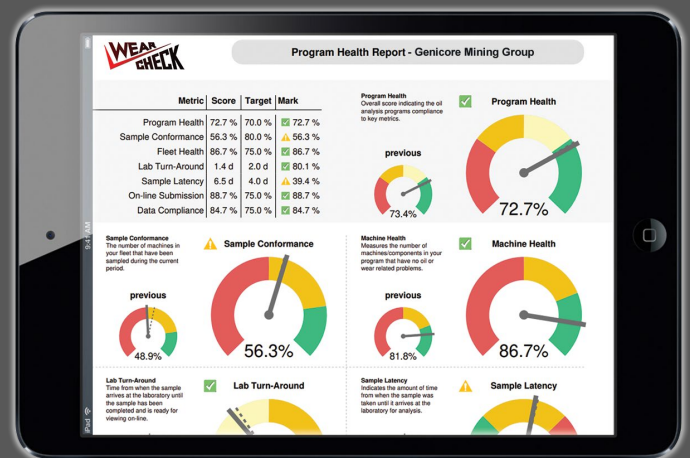 WEAR
CHECK
Program Health Report - Genicore Mining Group
Metric Score Target Mark
Program Health 72.7 % 70.0 % 72.7 %
Sample Conformance 56.3 % 80.0 % 56.3 %
Fleet Health 86.7 % 75.0 % 86.7 %
Lab Turn-Around 1.4 d 2.0 d 80.1 %
Sample Latency 6.5 d 4.0 d 39.4 %
On-line Submission 88.7 % 75.0 % 88.7 %
Data Compliance 84.7 % 75.0 % 84.7 %
Program Health
Overall score indicating the oil
analysis programs compliance
to key metrics.
previous
73.4%
Program Health
72.7%
Sample Conformance
The number of machines in
your fleet that have been
sampled during the current
period.
previous
48.9%
Sample Conformance
56.3%
Machine Health
Measures the number of
machines/components in your
program that have no oil or
wear related problems.
previous
81.8%
Machine Health
86.7%
Lab Turn-Around
Time from when the sample
arrives at the laboratory until
the sample has been
completed and is ready for
viewing on-line.
Lab Turn-Around
Sample Latency
Indicates the amount of time
from when the sample was
taken until it arrives at the
laboratory for analysis.
Sample Latency
9:41 AM
iPad